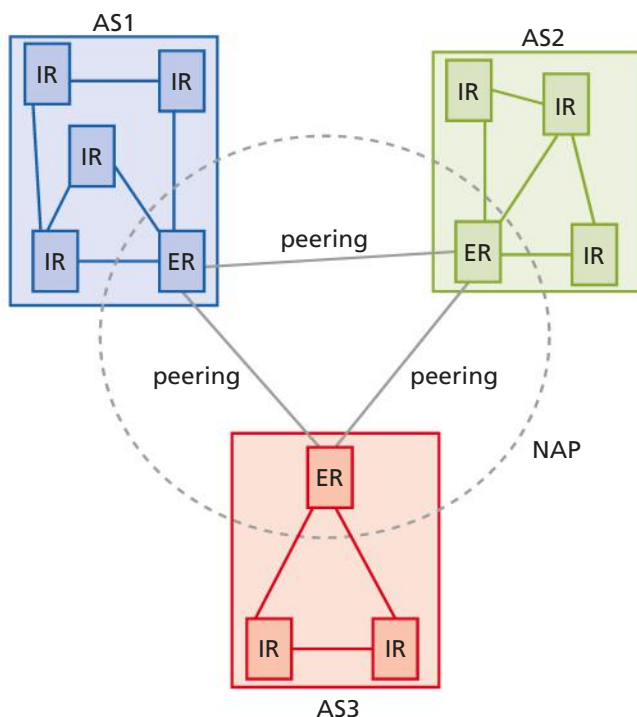 AS1
AS2
IR
IR
IR
IR
ER
IR
IR
ER
IR
peering
peering
peering
NAP
ER
IR
IR
AS3